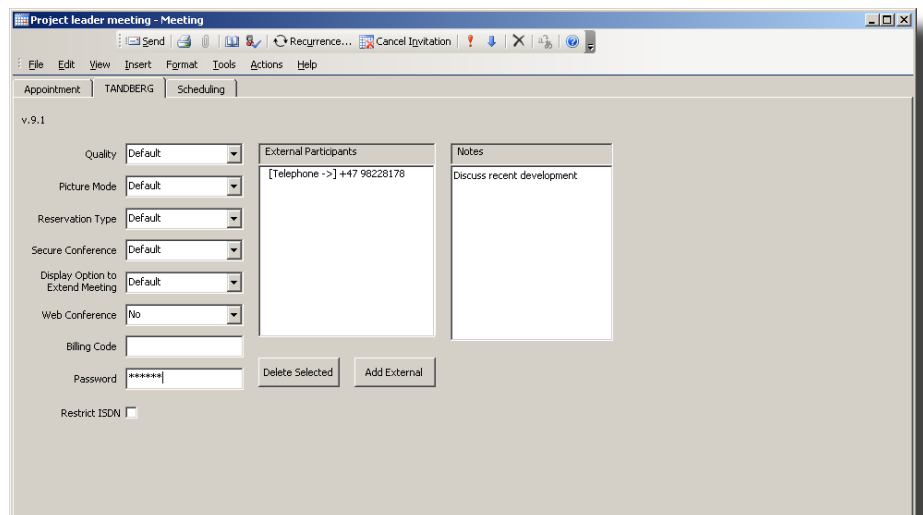 Project leader meeting - Meeting
Send Recurrence... Cancel Invitation
File Edit View Insert Format Tools Actions Help
Appointment TANDBERG Scheduling
v.9.1
Quality Default
Picture Mode Default
Reservation Type Default
Secure Conference Default
Display Option to
Extend Meeting Default
Web Conference No
Billing Code
Password ******
Restrict ISDN
External Participants
[Telephone ->] +47 98228178
Delete Selected Add External
Notes
Discuss recent development